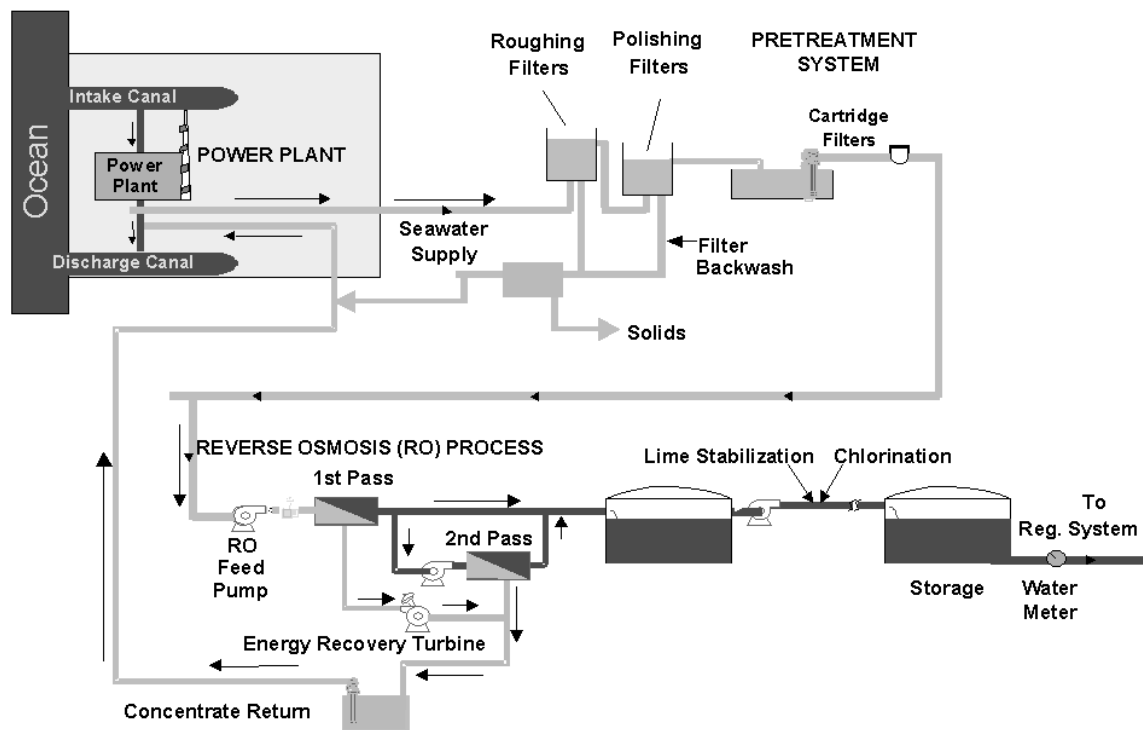 Roughing
Filters
Polishing
Filters
PRETREATMENT
SYSTEM
Cartridge
Filters
Ocean
Intake Canal
POWER PLANT
Power
Plant
Seawater
Supply
Discharge Canal
Filter
Backwash
Solids
REVERSE OSMOSIS (RO) PROCESS
1st Pass
2nd Pass
RO
Feed
Pump
Energy Recovery Turbine
Concentrate Return
Lime Stabilization
Chlorination
To
Reg. System
Storage
Water
Meter